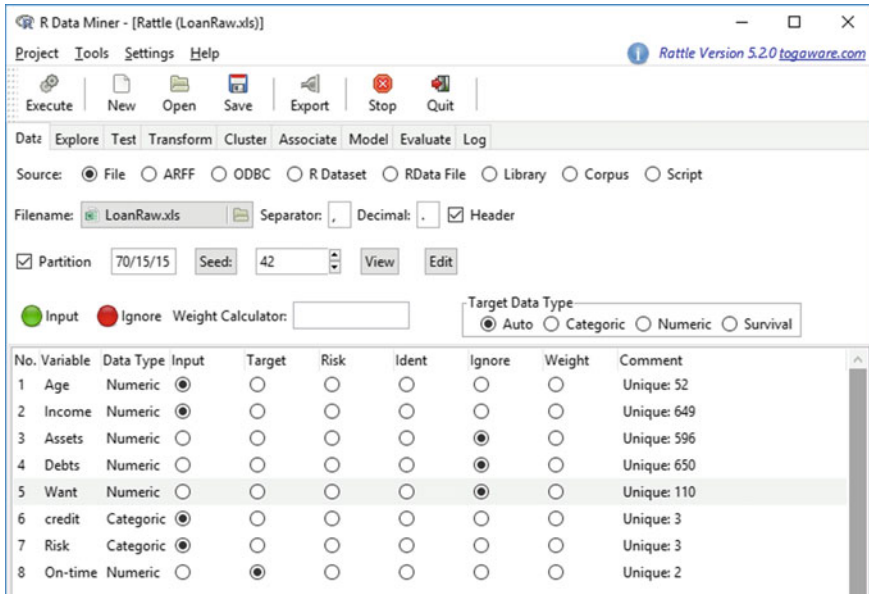 R Data Miner - [Rattle (LoanRaw.xls)]
Project Tools Settings Help
Rattle Version 5.2.0 togaware.com
Execute New Open Save Export Stop Quit
Data Explore Test Transform Cluster Associate Model Evaluate Log
Source: File ARFF ODBC R Dataset RData File Library Corpus Script
Filename: LoanRaw.xls Separator: , Decimal: . Header
Partition 70/15/15 Seed: 42 View Edit
Input Ignore Weight Calculator:
Target Data Type
Auto Categoric Numeric Survival
No. Variable Data Type Input Target Risk Ident Ignore Weight Comment
1 Age Numeric Unique: 52
2 Income Numeric Unique: 649
3 Assets Numeric Unique: 596
4 Debts Numeric Unique: 650
5 Want Numeric Unique: 110
6 credit Categoric Unique: 3
7 Risk Categoric Unique: 3
8 On-time Numeric Unique: 2